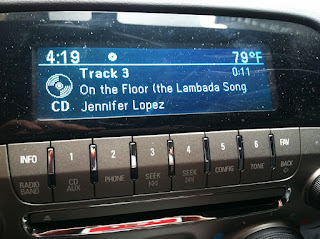 4:19 79°F
Track 3 0:11
On the Floor (the Lambada Song
CD Jennifer Lopez
INFO 1 2 3 4 5 6 FAV
RADIO BAND CD AUX PHONE SEEK SEEK CONFIG TONE BACK